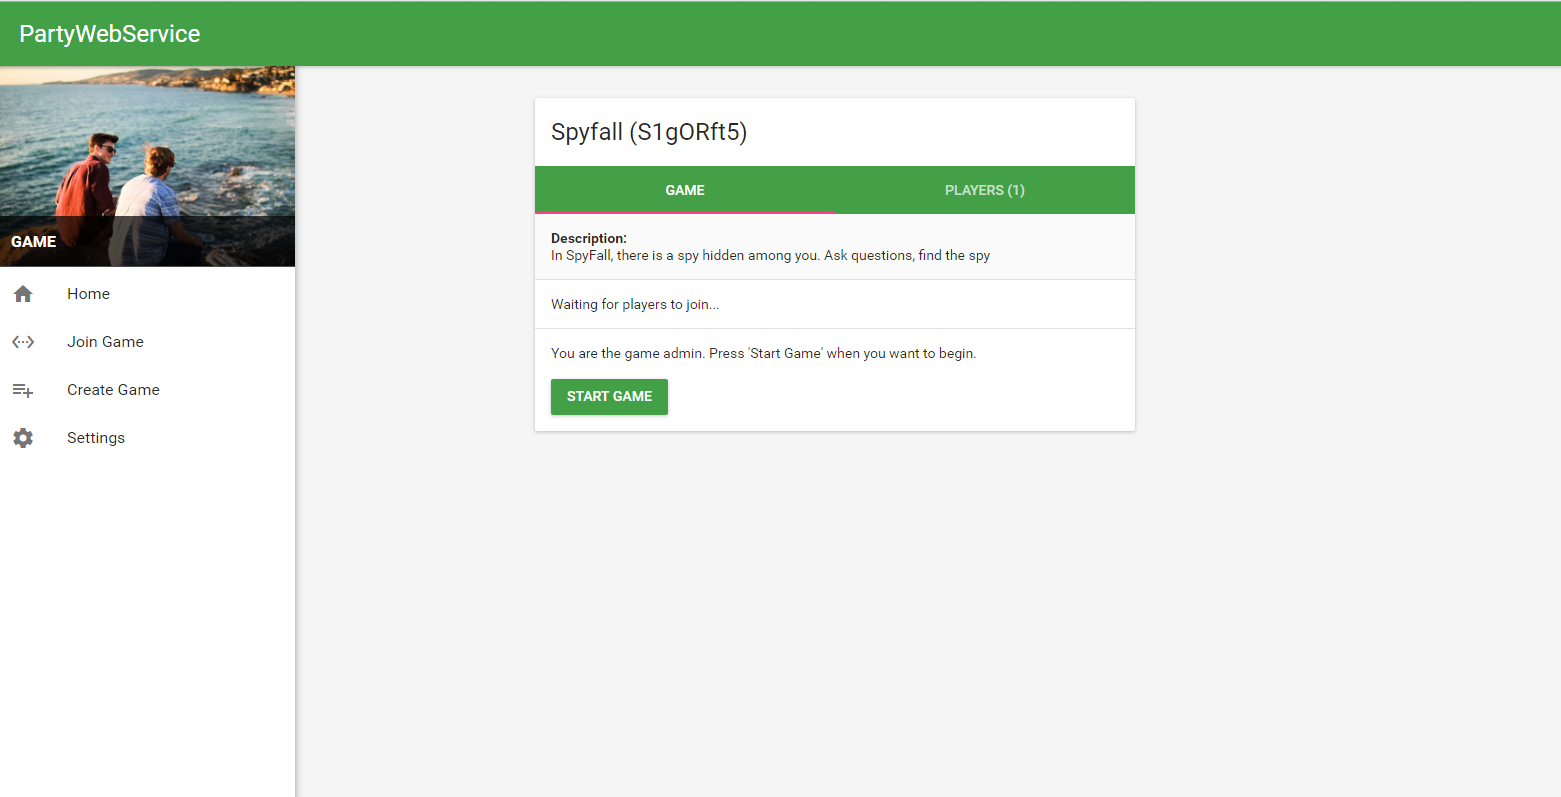 PartyWebService
GAME
Home
Join Game
Create Game
Settings
Spyfall (S1gORft5)
GAME
PLAYERS (1)
Description:
In SpyFall, there is a spy hidden among you. Ask questions, find the spy
Waiting for players to join...
You are the game admin. Press 'Start Game' when you want to begin.
START GAME